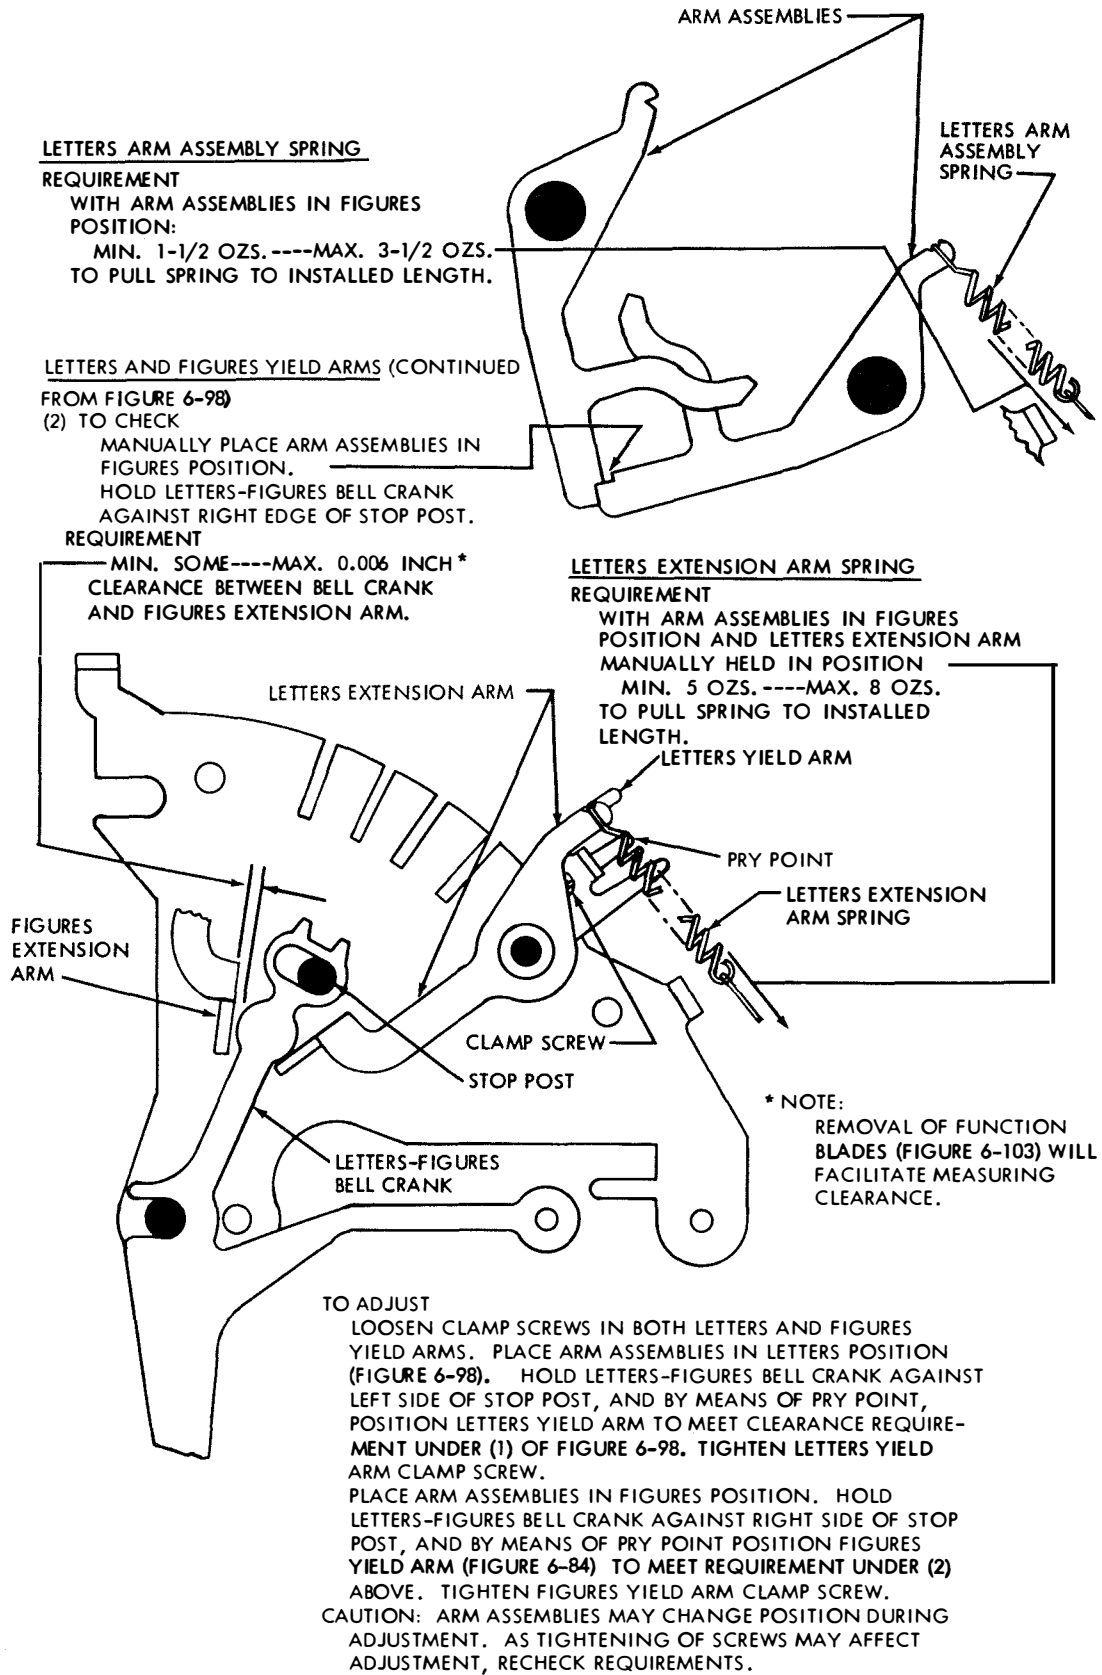 ARM ASSEMBLIES
LETTERS ARM
ASSEMBLY
SPRING
LETTERS ARM ASSEMBLY SPRING
REQUIREMENT
WITH ARM ASSEMBLIES IN FIGURES
POSITION:
MIN. 1-1/2 OZS.----MAX. 3-1/2 OZS.
TO PULL SPRING TO INSTALLED LENGTH.
LETTERS AND FIGURES YIELD ARMS (CONTINUED
FROM FIGURE 6-98)
(2) TO CHECK
MANUALLY PLACE ARM ASSEMBLIES IN
FIGURES POSITION.
HOLD LETTERS-FIGURES BELL CRANK
AGAINST RIGHT EDGE OF STOP POST.
REQUIREMENT
MIN. SOME----MAX. 0.006 INCH*
CLEARANCE BETWEEN BELL CRANK
AND FIGURES EXTENSION ARM.
LETTERS EXTENSION ARM SPRING
REQUIREMENT
WITH ARM ASSEMBLIES IN FIGURES
POSITION AND LETTERS EXTENSION ARM
MANUALLY HELD IN POSITION
MIN. 5 OZS.----MAX. 8 OZS.
TO PULL SPRING TO INSTALLED
LENGTH.
LETTERS EXTENSION ARM
LETTERS YIELD ARM
PRY POINT
LETTERS EXTENSION
ARM SPRING
FIGURES
EXTENSION
ARM
CLAMP SCREW
STOP POST
LETTERS-FIGURES
BELL CRANK
* NOTE:
REMOVAL OF FUNCTION
BLADES (FIGURE 6-103) WILL
FACILITATE MEASURING
CLEARANCE.
TO ADJUST
LOOSEN CLAMP SCREWS IN BOTH LETTERS AND FIGURES
YIELD ARMS. PLACE ARM ASSEMBLIES IN LETTERS POSITION
(FIGURE 6-98). HOLD LETTERS-FIGURES BELL CRANK AGAINST
LEFT SIDE OF STOP POST, AND BY MEANS OF PRY POINT,
POSITION LETTERS YIELD ARM TO MEET CLEARANCE REQUIRE-
MENT UNDER (1) OF FIGURE 6-98. TIGHTEN LETTERS YIELD
ARM CLAMP SCREW.
PLACE ARM ASSEMBLIES IN FIGURES POSITION. HOLD
LETTERS-FIGURES BELL CRANK AGAINST RIGHT SIDE OF STOP
POST, AND BY MEANS OF PRY POINT POSITION FIGURES
YIELD ARM (FIGURE 6-84) TO MEET REQUIREMENT UNDER (2)
ABOVE. TIGHTEN FIGURES YIELD ARM CLAMP SCREW.
CAUTION: ARM ASSEMBLIES MAY CHANGE POSITION DURING
ADJUSTMENT. AS TIGHTENING OF SCREWS MAY AFFECT
ADJUSTMENT, RECHECK REQUIREMENTS.